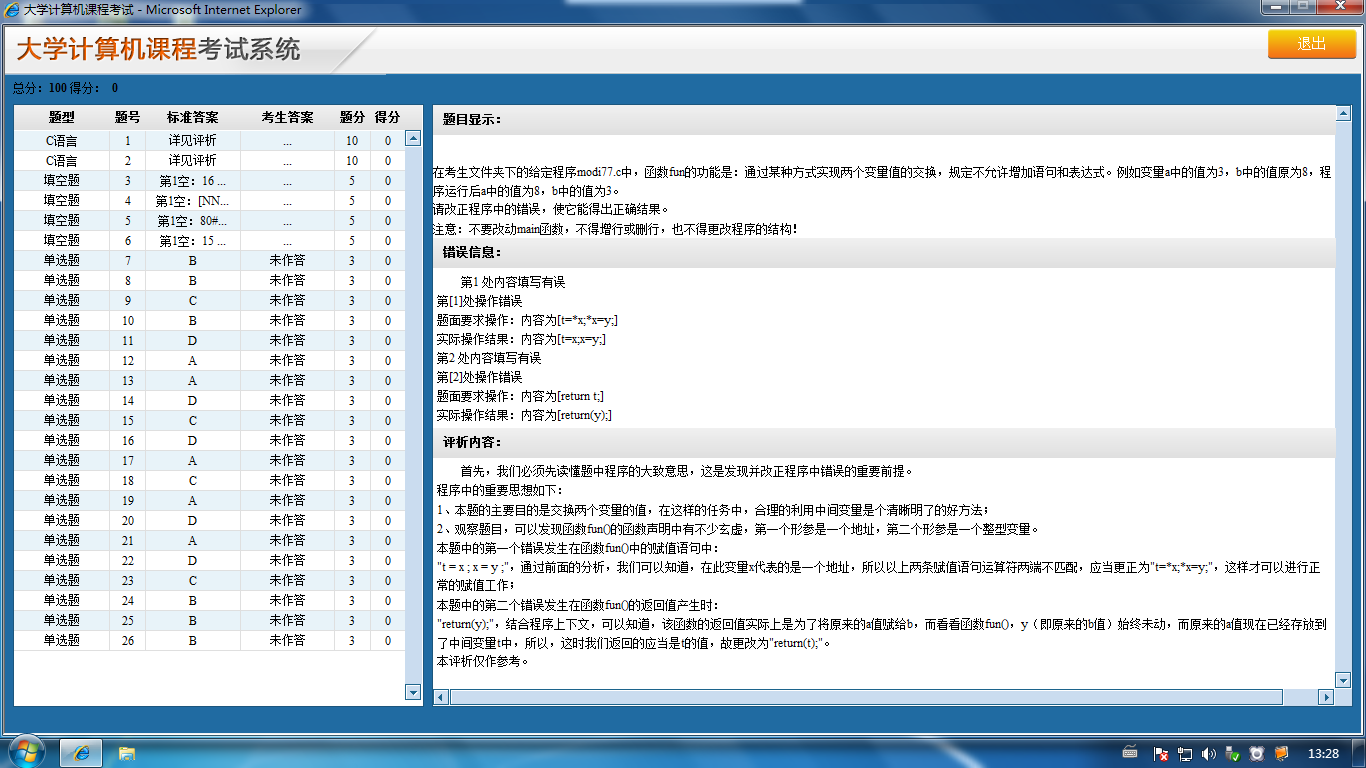 大学计算机课程考试 - Microsoft Internet Explorer
大学计算机课程考试系统
退出
总分：100 得分： 0
题型 题号 标准答案 考生答案 题分 得分
C语言 1 详见评析 ... 10 0
C语言 2 详见评析 ... 10 0
填空题 3 第1空：16 ... ... 5 0
填空题 4 第1空：[NN... ... 5 0
填空题 5 第1空：80#... ... 5 0
填空题 6 第1空：15 ... ... 5 0
单选题 7 B 未作答 3 0
单选题 8 B 未作答 3 0
单选题 9 C 未作答 3 0
单选题 10 B 未作答 3 0
单选题 11 D 未作答 3 0
单选题 12 A 未作答 3 0
单选题 13 A 未作答 3 0
单选题 14 D 未作答 3 0
单选题 15 C 未作答 3 0
单选题 16 D 未作答 3 0
单选题 17 A 未作答 3 0
单选题 18 C 未作答 3 0
单选题 19 A 未作答 3 0
单选题 20 D 未作答 3 0
单选题 21 A 未作答 3 0
单选题 22 D 未作答 3 0
单选题 23 C 未作答 3 0
单选题 24 B 未作答 3 0
单选题 25 B 未作答 3 0
单选题 26 B 未作答 3 0
题目显示：
在考生文件夹下的给定程序modi77.c中，函数fun的功能是：通过某种方式实现两个变量值的交换，规定不允许增加语句和表达式。例如变量a中的值为3，b中的值原为8，程
序运行后a中的值为8，b中的值为3。
请改正程序中的错误，使它能得出正确结果。
注意：不要改动main函数，不得增行或删行，也不得更改程序的结构！
错误信息：
第1 处内容填写有误
第[1]处操作错误
题面要求操作：内容为[t=*x;*x=y;]
实际操作结果：内容为[t=x;x=y;]
第2 处内容填写有误
第[2]处操作错误
题面要求操作：内容为[return t;]
实际操作结果：内容为[return(y);]
评析内容：
首先，我们必须先读懂题中程序的大致意思，这是发现并改正程序中错误的重要前提。
程序中的重要思想如下：
1、本题的主要目的是交换两个变量的值，在这样的任务中，合理的利用中间变量是个清晰明了的好方法；
2、观察题目，可以发现函数fun()的函数声明中有不少玄虚，第一个形参是一个地址，第二个形参是一个整型变量。
本题中的第一个错误发生在函数fun()中的赋值语句中：
"t = x ; x = y ;"，通过前面的分析，我们可以知道，在此变量x代表的是一个地址，所以以上两条赋值语句运算符两端不匹配，应当更正为"t=*x;*x=y;"，这样才可以进行正
常的赋值工作；
本题中的第二个错误发生在函数fun()的返回值产生时：
"return(y);"，结合程序上下文，可以知道，该函数的返回值实际上是为了将原来的a值赋给b，而看看函数fun()，y（即原来的b值）始终未动，而原来的a值现在已经存放到
了中间变量t中，所以，这时我们返回的应当是t的值，故更改为"return(t);"。
本评析仅作参考。
13:28